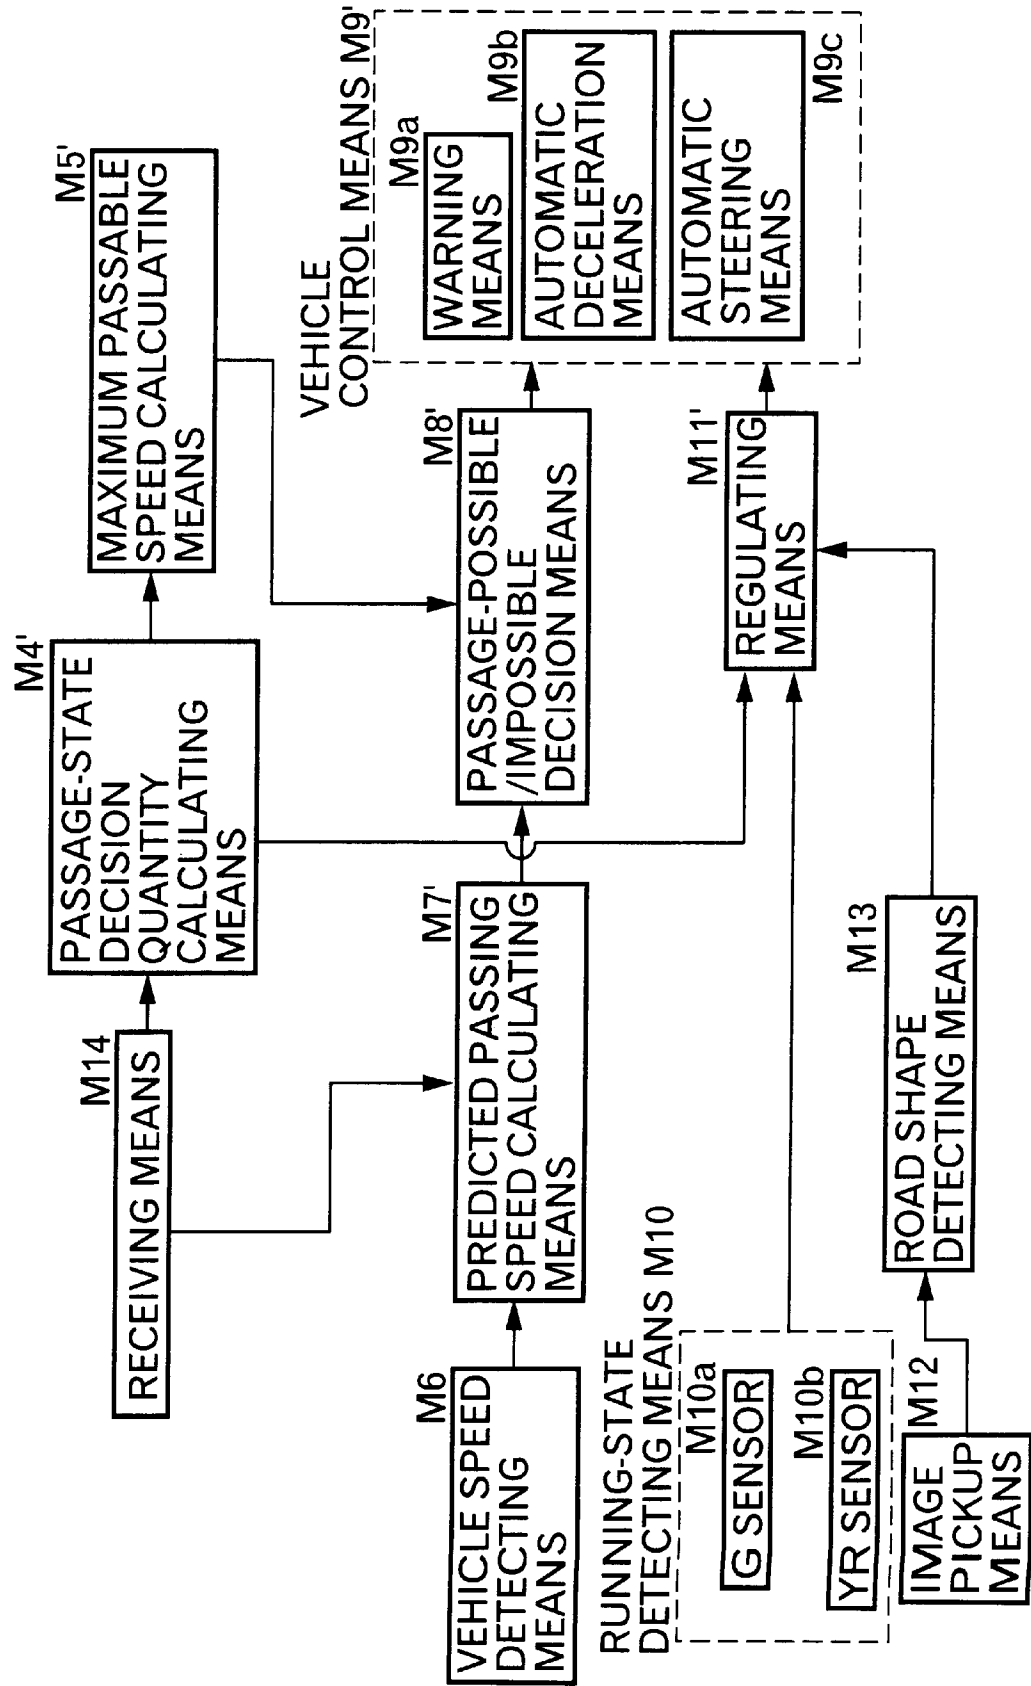 M14
RECEIVING MEANS
M4'
PASSAGE-STATE
DECISION
QUANTITY
CALCULATING
MEANS
M5'
MAXIMUM PASSABLE
SPEED CALCULATING
MEANS
M6
VEHICLE SPEED
DETECTING
MEANS
M7'
PREDICTED PASSING
SPEED CALCULATING
MEANS
M8'
PASSAGE-POSSIBLE
/IMPOSSIBLE
DECISION MEANS
VEHICLE
CONTROL MEANS M9'
M9a
WARNING
MEANS
M9b
AUTOMATIC
DECELERATION
MEANS
AUTOMATIC
STEERING
MEANS
M9c
RUNNING-STATE
DETECTING MEANS M10
M10a
G SENSOR
M10b
YR SENSOR
M11'
REGULATING
MEANS
M12
IMAGE
PICKUP
MEANS
M13
ROAD SHAPE
DETECTING MEANS